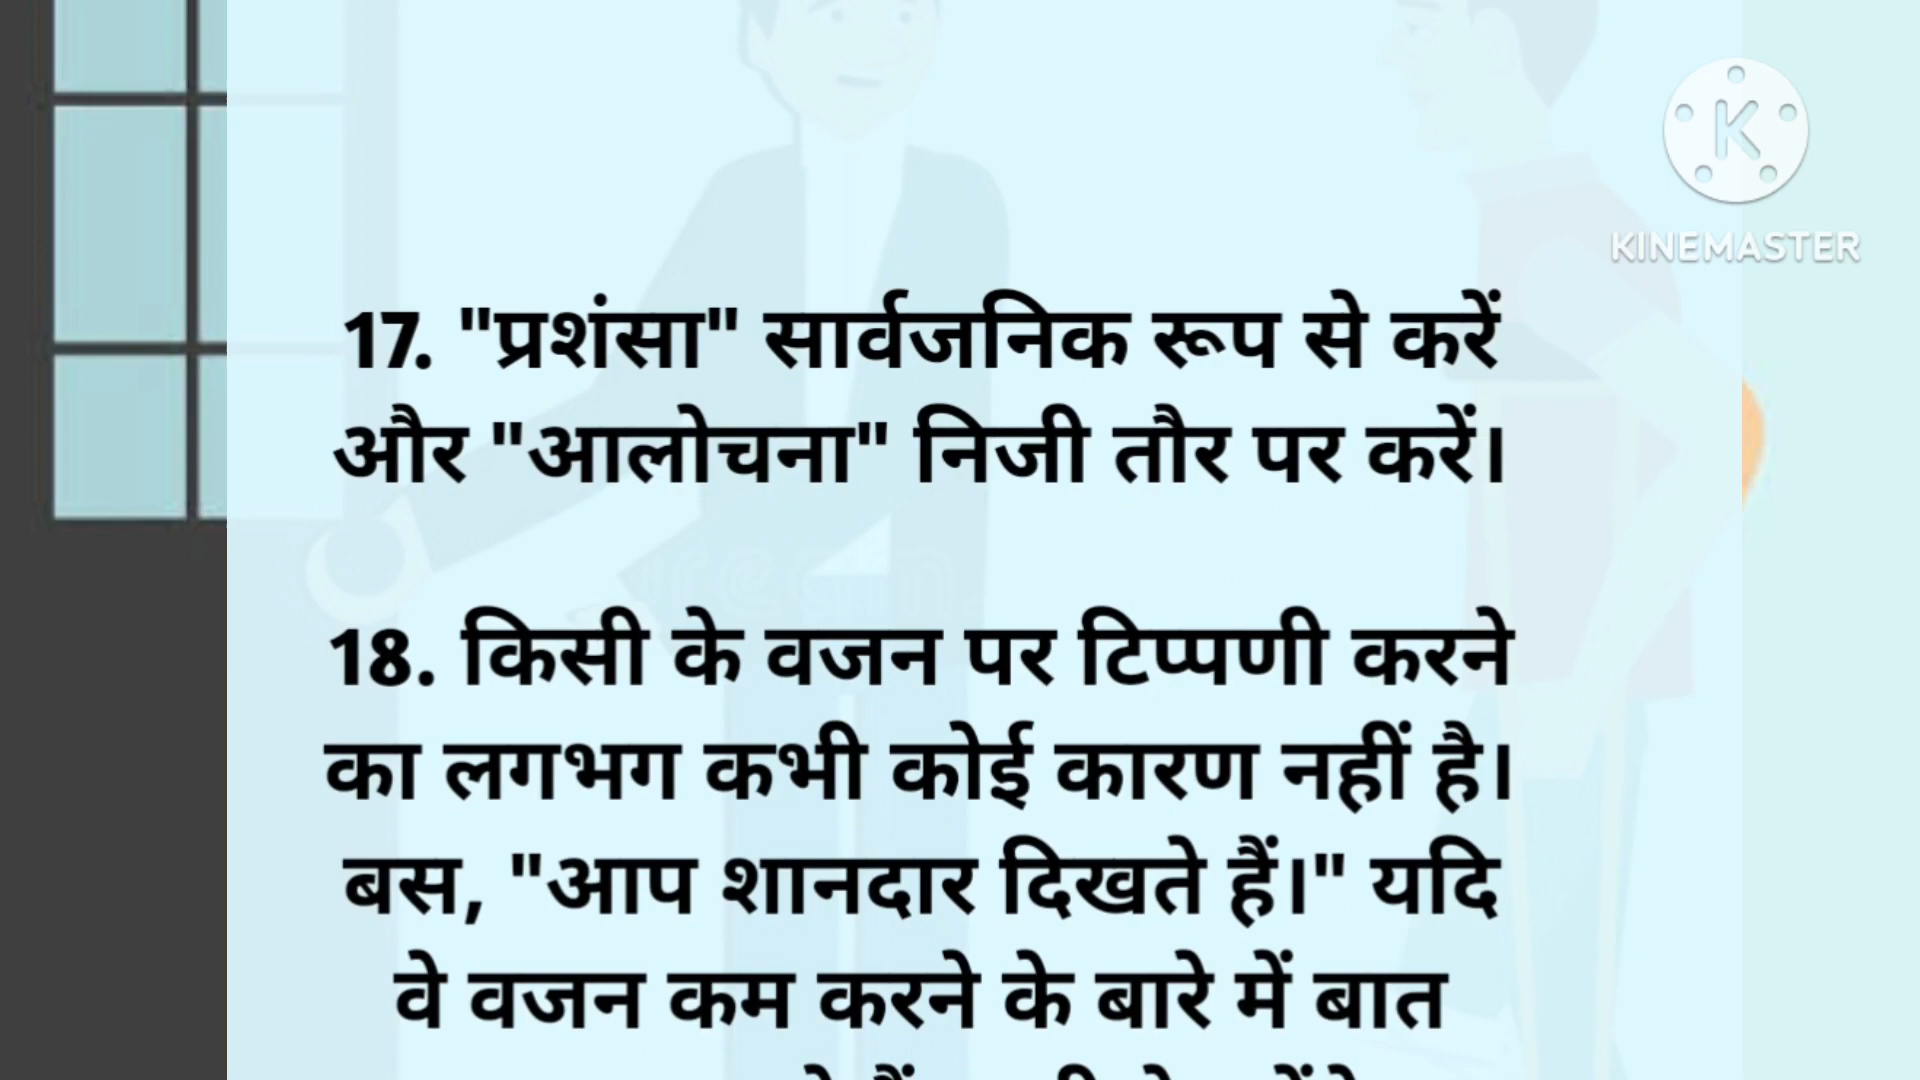 KINEMASTER
17. "प्रशंसा" सार्वजनिक रूप से करें
और "आलोचना" निजी तौर पर करें।
18. किसी के वजन पर टिप्पणी करने
का लगभग कभी कोई कारण नहीं है।
बस, "आप शानदार दिखते हैं।" यदि
वे वजन कम करने के बारे में बात